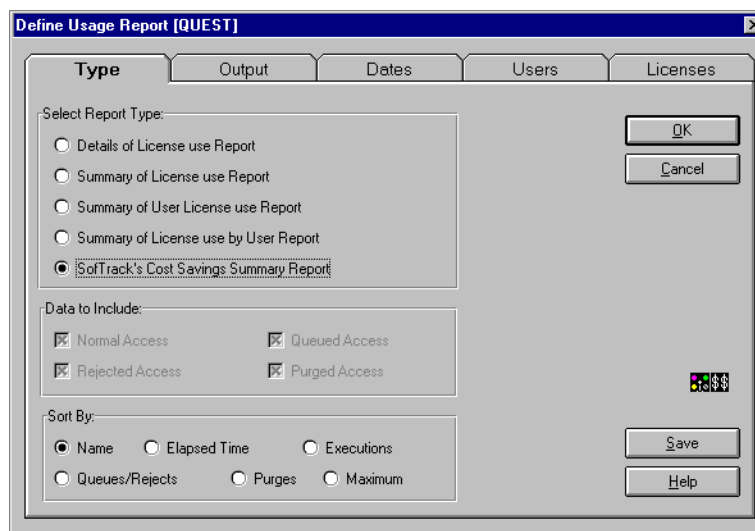 Define Usage Report [QUEST]
Type Output Dates Users Licenses
Select Report Type:
Details of License use Report
Summary of License use Report
Summary of User License use Report
Summary of License use by User Report
SofTrack's Cost Savings Summary Report
OK
Cancel
Data to Include:
Normal Access Queued Access
Rejected Access Purged Access
$$
Sort By:
Name Elapsed Time Executions
Queues/Rejects Purges Maximum
Save
Help